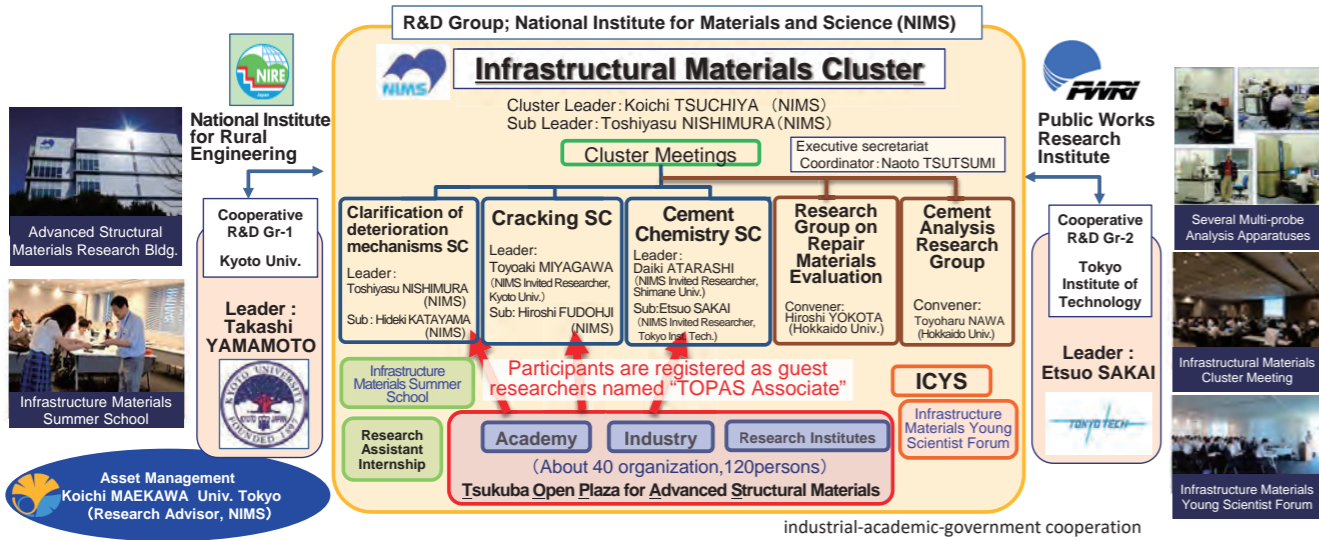 R&D Group; National Institute for Materials and Science (NIMS)
NIMS
Infrastructural Materials Cluster
Cluster Leader：Koichi TSUCHIYA （NIMS）
Sub Leader：Toshiyasu NISHIMURA（NIMS）
Cluster Meetings
Executive secretariat
Coordinator：Naoto TSUTSUMI
NIRE
Japan
National Institute
for Rural
Engineering
Cooperative
R&D Gr-1
Kyoto Univ.
Leader :
Takashi
YAMAMOTO
KYOTO UNIVERSITY
KYOTO JAPAN
FOUNDED 1897
Advanced Structural
Materials Research Bldg.
Infrastructure Materials
Summer School
Asset Management
Koichi MAEKAWA Univ. Tokyo
（Research Advisor, NIMS）
Clarification of
deterioration
mechanisms SC
Leader :
Toshiyasu NISHIMURA
(NIMS)
Sub : Hideki KATAYAMA
(NIMS)
Cracking SC
Leader:
Toyoaki MIYAGAWA
(NIMS Invited Researcher,
Kyoto Univ.)
Sub: Hiroshi FUDOHJI
(NIMS)
Cement
Chemistry SC
Leader:
Daiki ATARASHI
(NIMS Invited Researcher,
Shimane Univ.)
Sub:Etsuo SAKAI
(NIMS Invited Researcher,
Tokyo Inst. Tech.)
Research
Group on
Repair
Materials
Evaluation
Convener:
Hiroshi YOKOTA
(Hokkaido Univ.)
Cement
Analysis
Research
Group
Convener:
Toyoharu NAWA
(Hokkaido Univ.)
Infrastructure
Materials Summer
School
Research
Assistant
Internship
Participants are registered as guest
researchers named “TOPAS Associate”
Academy
Industry
Research Institutes
（About 40 organization,120persons）
Tsukuba Open Plaza for Advanced Structural Materials
ICYS
Infrastructure
Materials Young
Scientist Forum
industrial-academic-government cooperation
PWRI
Public Works
Research
Institute
Cooperative
R&D Gr-2
Tokyo
Institute of
Technology
Leader :
Etsuo SAKAI
TOKYO TECH
Several Multi-probe
Analysis Apparatuses
Infrastructural Materials
Cluster Meeting
Infrastructure Materials
Young Scientist Forum